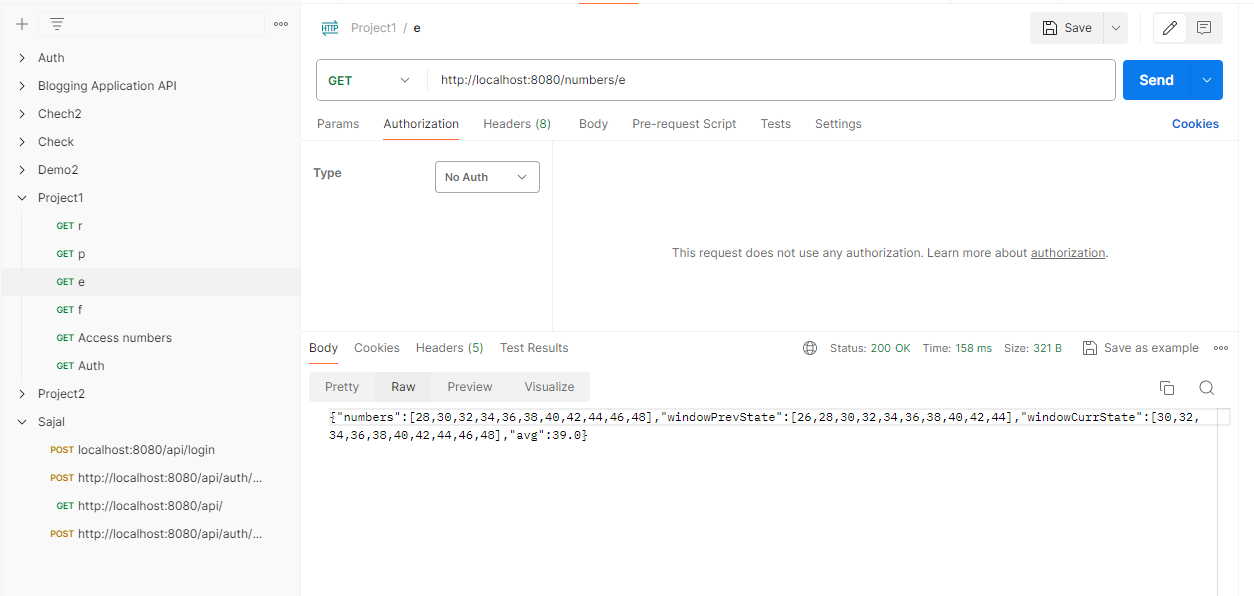 Auth
Blogging Application API
Chech2
Check
Demo2
Project1
GET r
GET p
GET e
GET f
GET Access numbers
GET Auth
Project2
Sajal
POST localhost:8080/api/login
POST http://localhost:8080/api/auth/...
GET http://localhost:8080/api/
POST http://localhost:8080/api/auth/...
HTTP Project1 / e
Save
GET http://localhost:8080/numbers/e
Send
Params Authorization Headers (8) Body Pre-request Script Tests Settings Cookies
Type No Auth
This request does not use any authorization. Learn more about authorization.
Body Cookies Headers (5) Test Results Status: 200 OK Time: 158 ms Size: 321 B Save as example
Pretty Raw Preview Visualize
{"numbers":[28,30,32,34,36,38,40,42,44,46,48],"windowPrevState":[26,28,30,32,34,36,38,40,42,44],"windowCurrState":[30,32,
34,36,38,40,42,44,46,48],"avg":39.0}